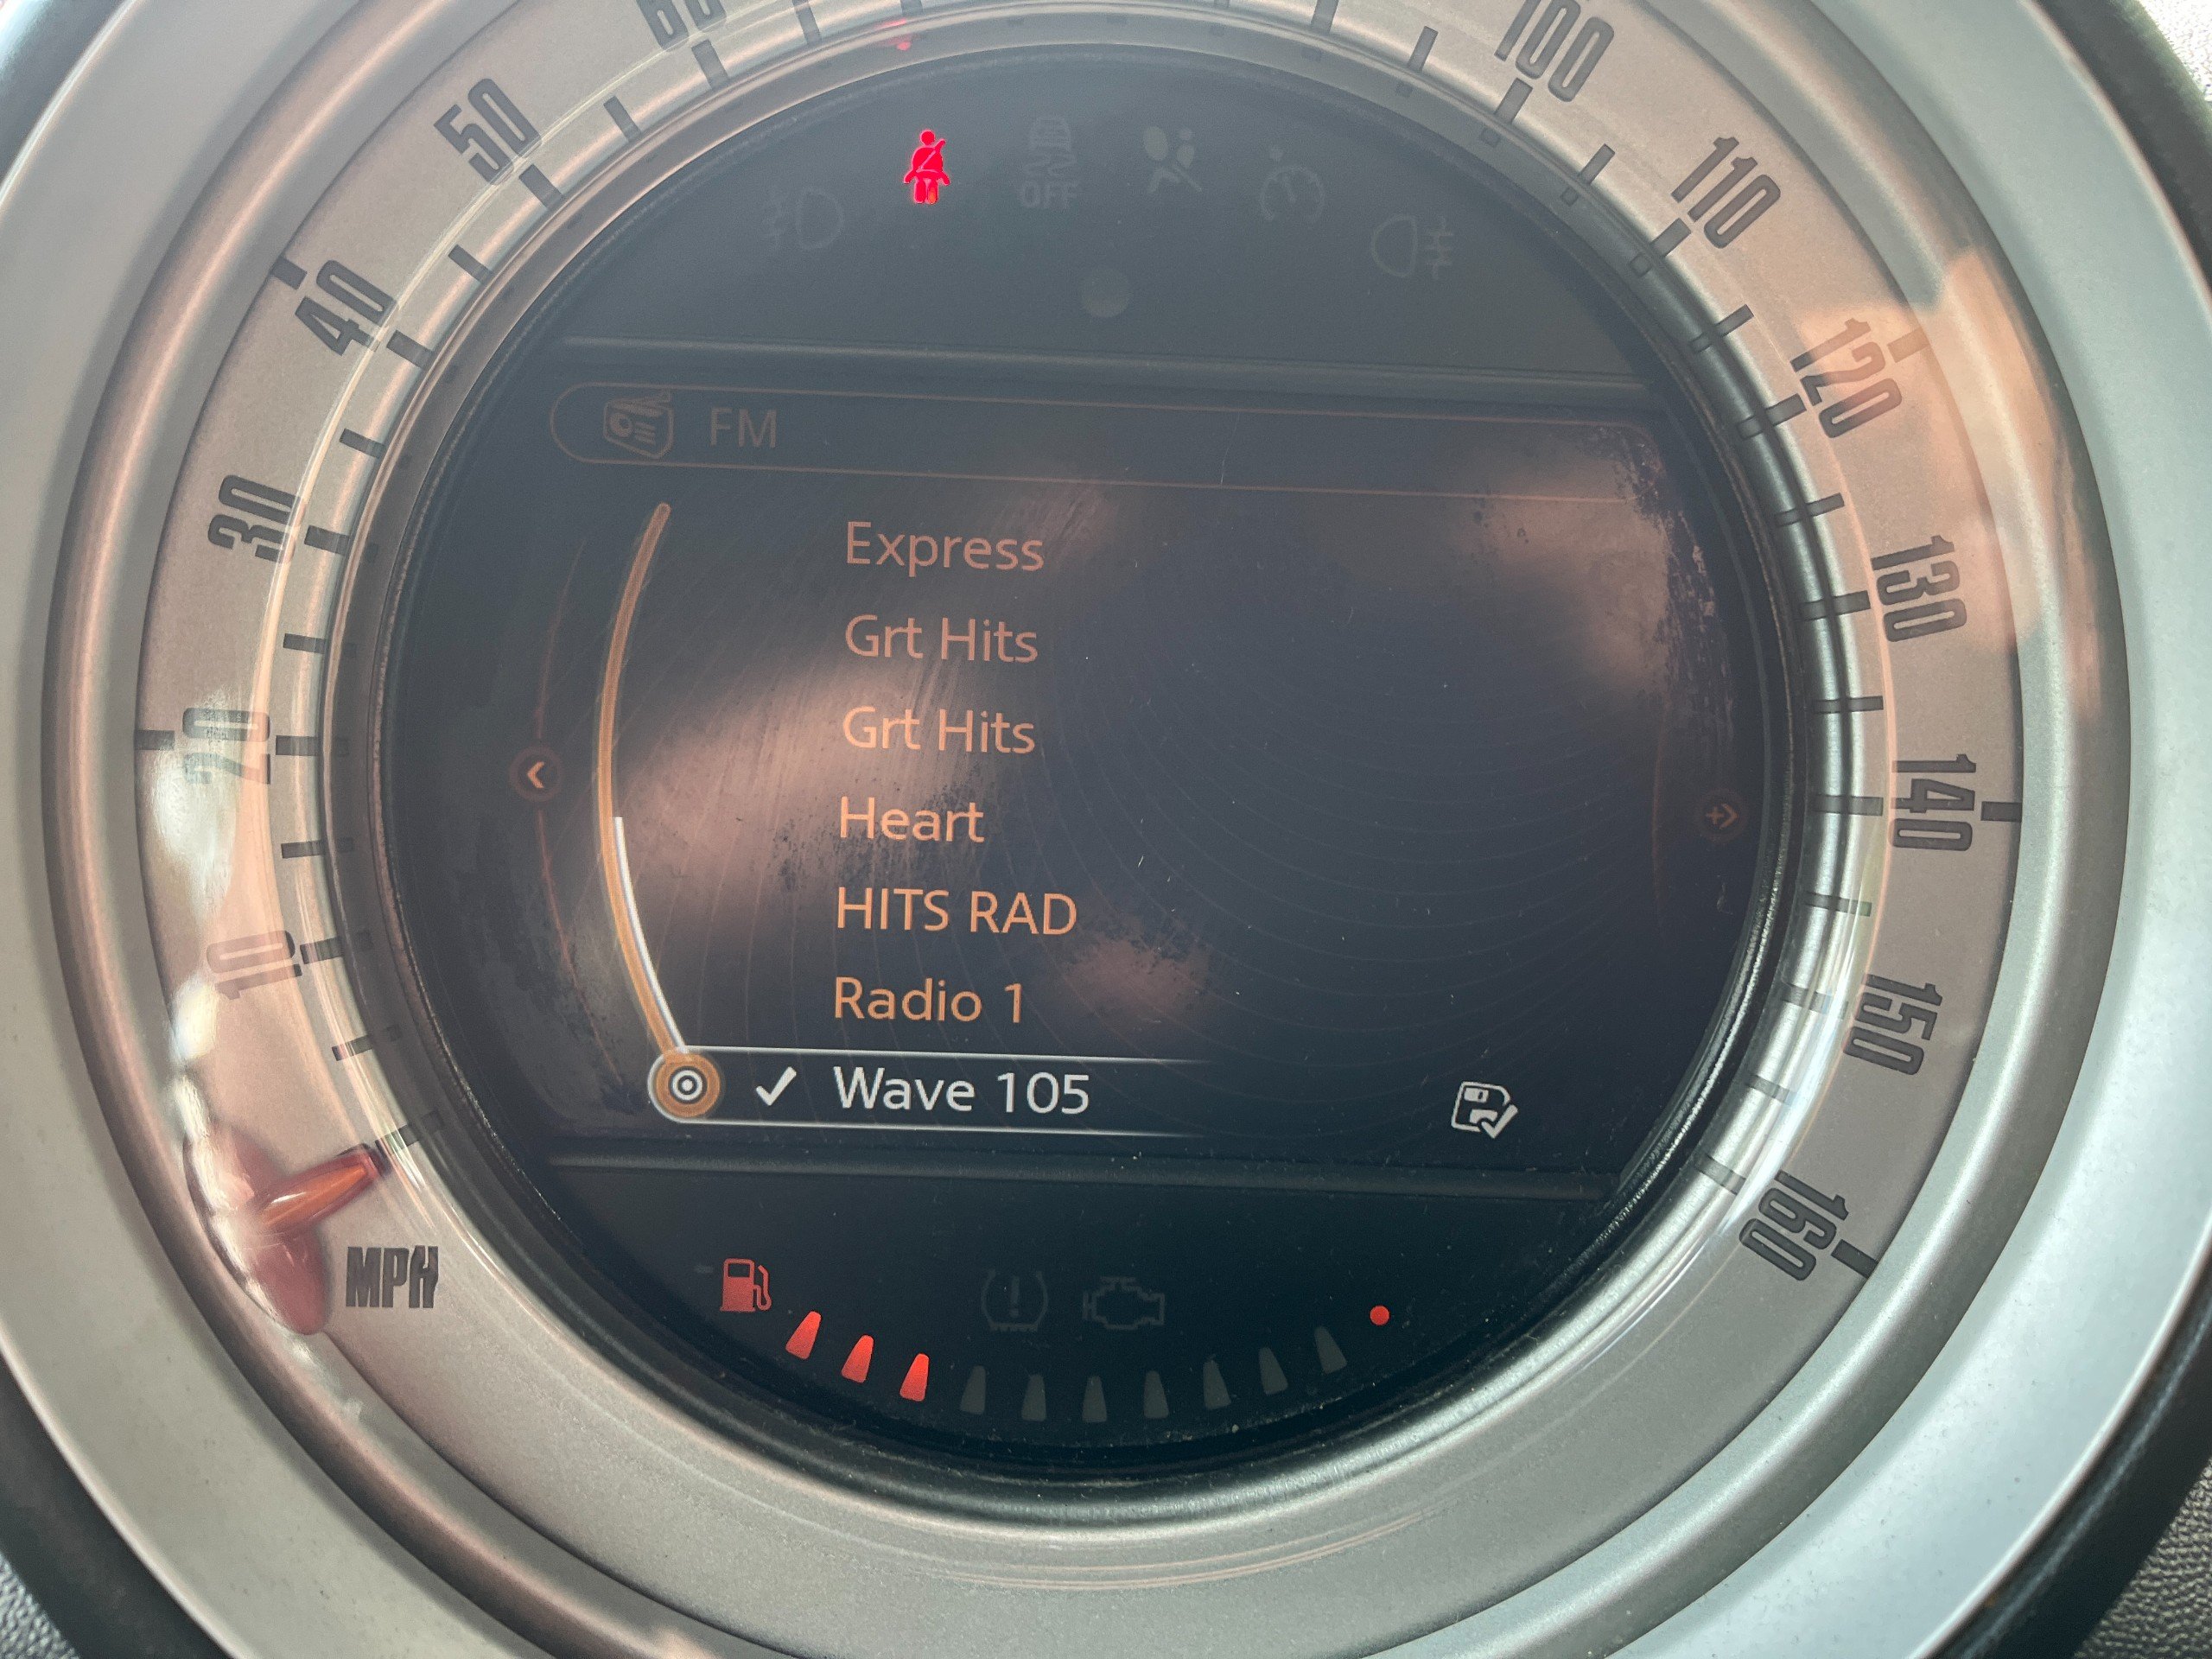 60
50
40
30
20
10
MPH
100
110
120
130
140
150
160
OFF
FM
Express
Grt Hits
Grt Hits
Heart
HITS RAD
Radio 1
✓ Wave 105